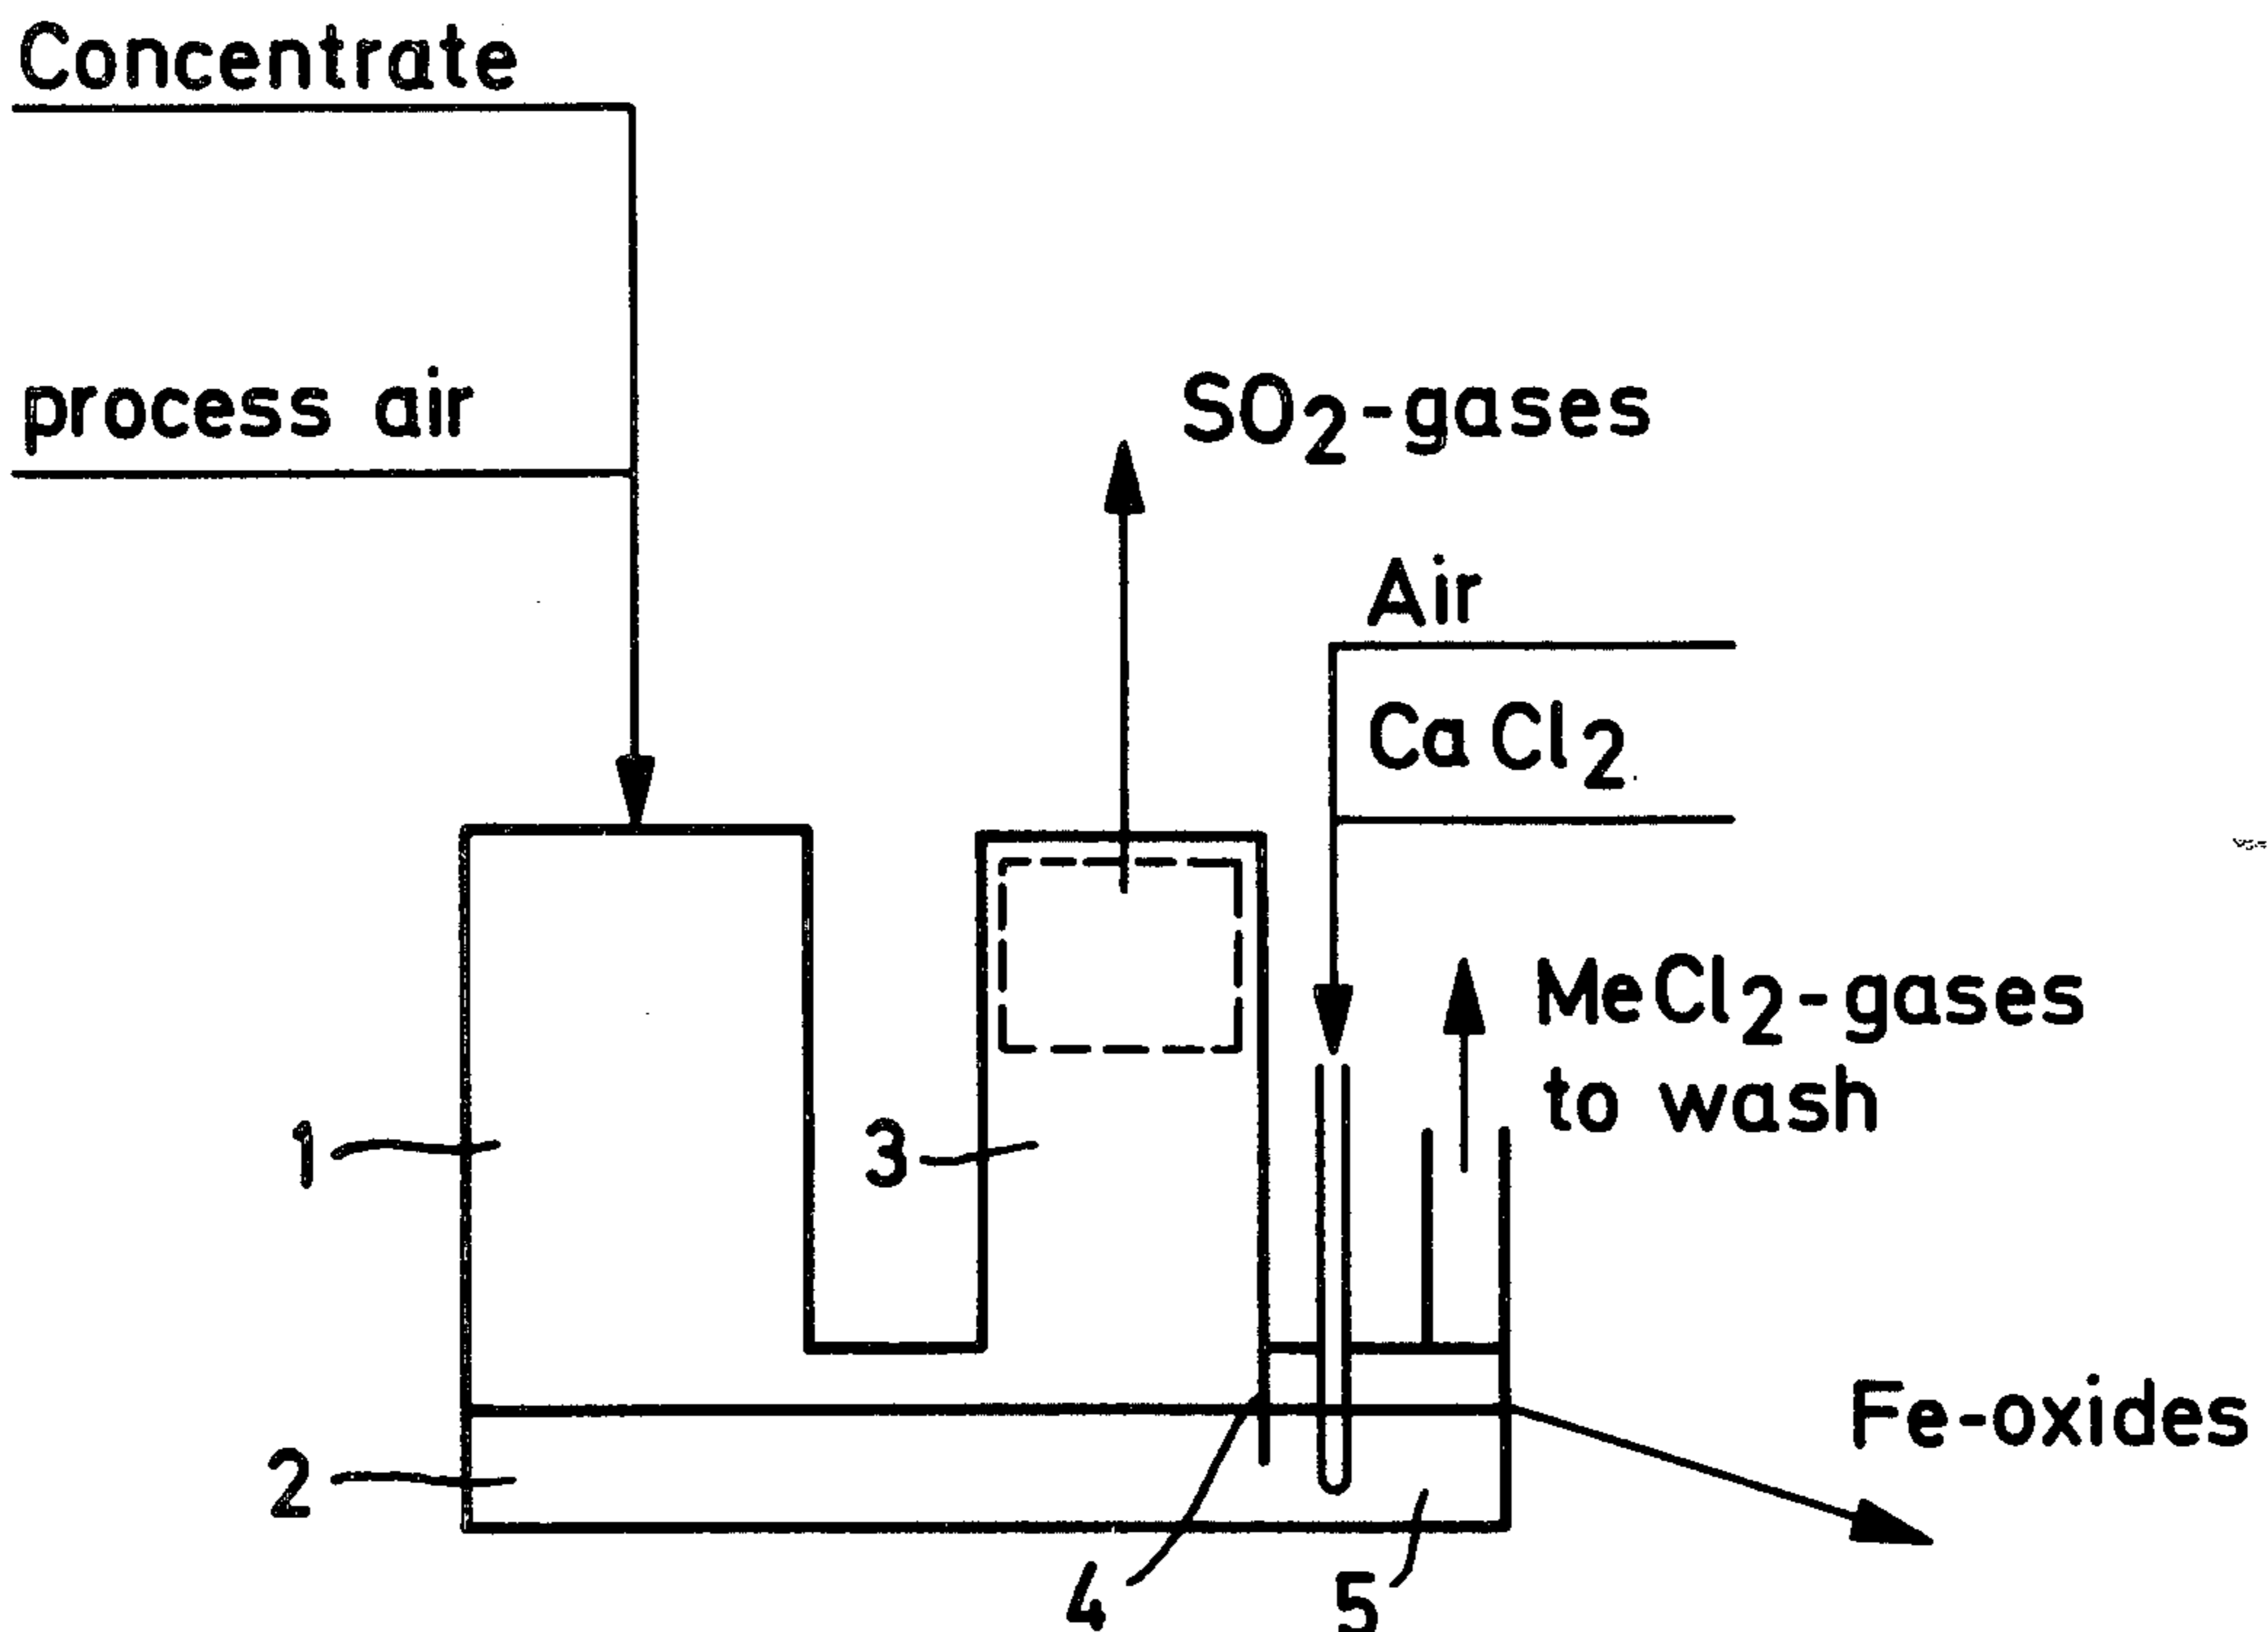 Concentrate
process air
SO2-gases
Air
CaCl2
MeCl2-gases
to wash
1
3
Fe-oxides
2
4
5